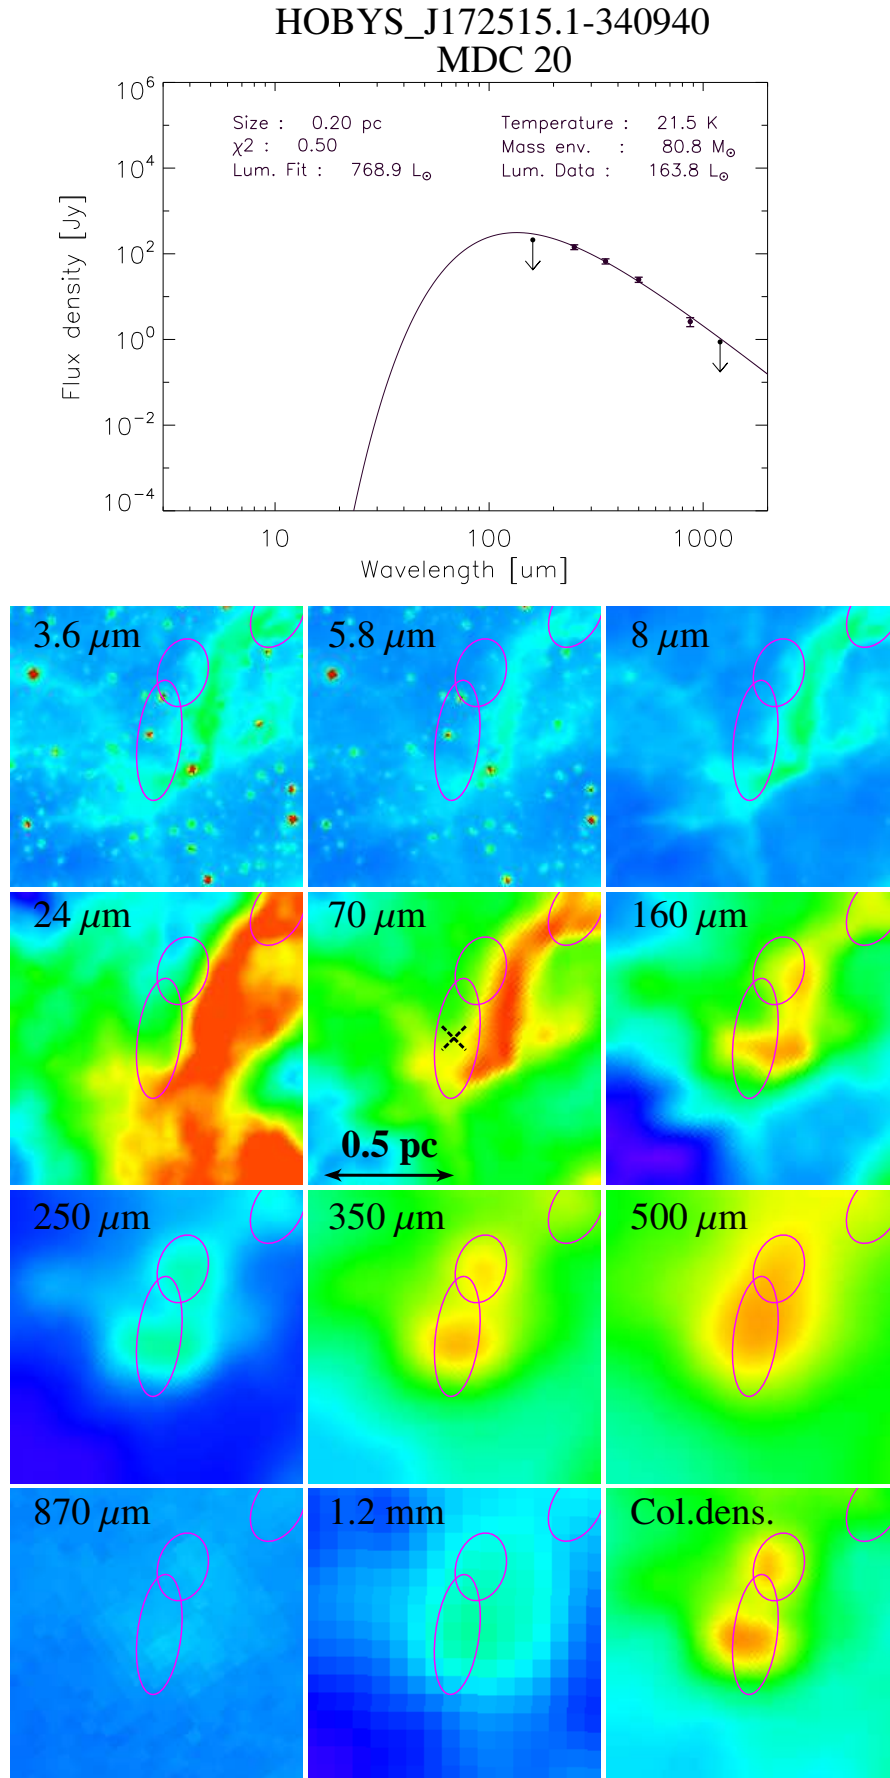 HOBYS_J172515.1-340940
MDC 20
10⁶
10⁴
10²
10⁰
10⁻²
10⁻⁴
Flux density [Jy]
Size : 0.20 pc Temperature : 21.5 K
χ2 : 0.50 Mass env. : 80.8 M⊙
Lum. Fit : 768.9 L⊙ Lum. Data : 163.8 L⊙
10 100 1000
Wavelength [um]
3.6 μm 5.8 μm 8 μm
24 μm 70 μm 160 μm
0.5 pc
250 μm 350 μm 500 μm
870 μm 1.2 mm Col.dens.